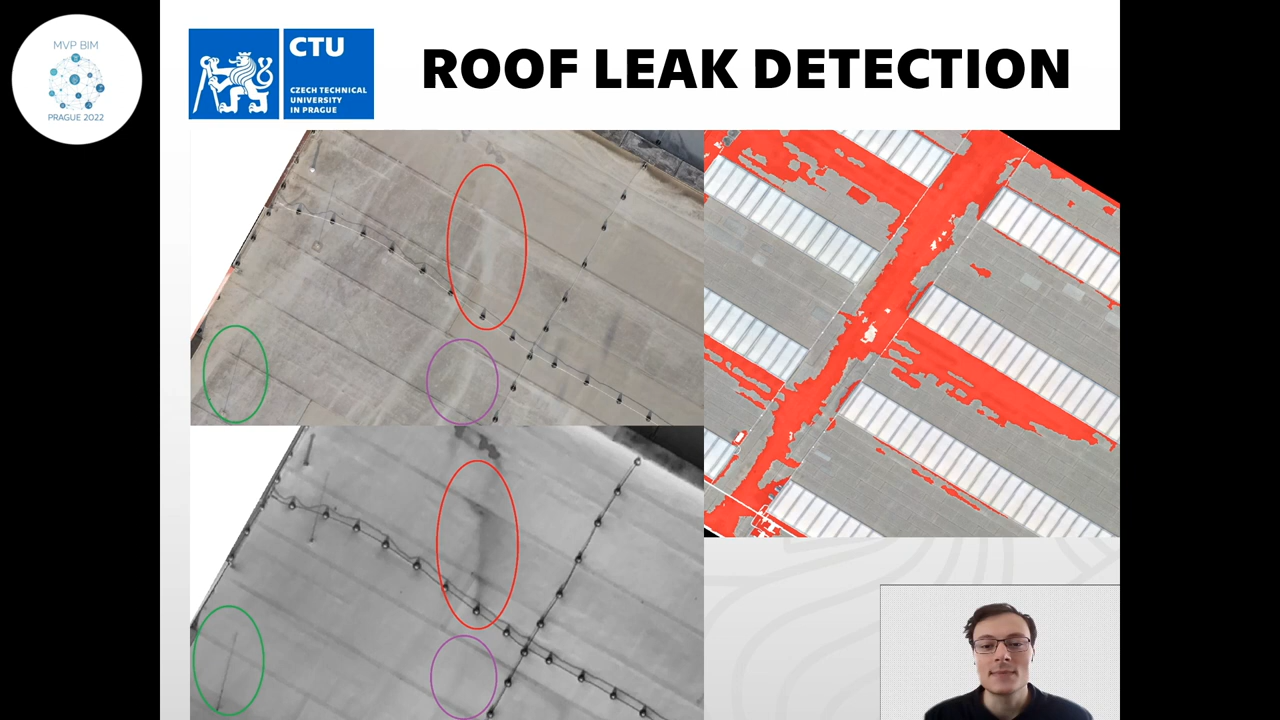 MVP BIM
PRAGUE 2022
CTU
CZECH TECHNICAL
UNIVERSITY
IN PRAGUE
ROOF LEAK DETECTION